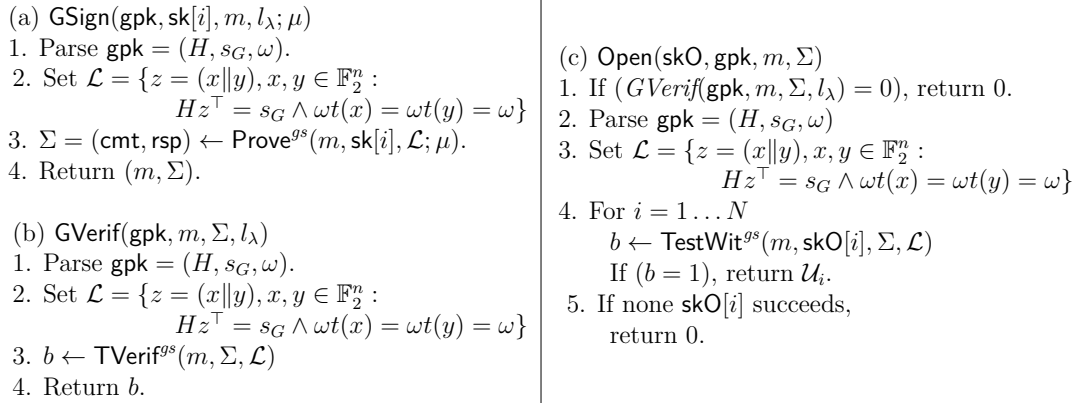 (a) GSign(gpk, sk[i], m, l_λ; μ)
1. Parse gpk = (H, s_G, ω).
2. Set 𝓛 = {z = (x‖y), x, y ∈ 𝔽₂ⁿ :
Hz^⊤ = s_G ∧ ωt(x) = ωt(y) = ω}
3. Σ = (cmt, rsp) ← Prove^{gs}(m, sk[i], 𝓛; μ).
4. Return (m, Σ).
(b) GVerif(gpk, m, Σ, l_λ)
1. Parse gpk = (H, s_G, ω).
2. Set 𝓛 = {z = (x‖y), x, y ∈ 𝔽₂ⁿ :
Hz^⊤ = s_G ∧ ωt(x) = ωt(y) = ω}
3. b ← TVerif^{gs}(m, Σ, 𝓛)
4. Return b.
(c) Open(skO, gpk, m, Σ)
1. If (GVerif(gpk, m, Σ, l_λ) = 0), return 0.
2. Parse gpk = (H, s_G, ω)
3. Set 𝓛 = {z = (x‖y), x, y ∈ 𝔽₂ⁿ :
Hz^⊤ = s_G ∧ ωt(x) = ωt(y) = ω}
4. For i = 1 … N
b ← TestWit^{gs}(m, skO[i], Σ, 𝓛)
If (b = 1), return 𝓤_i.
5. If none skO[i] succeeds,
return 0.